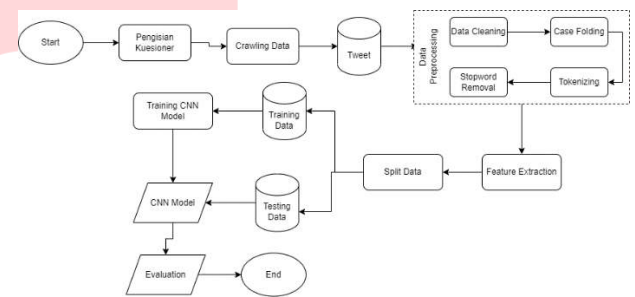 Start
Pengisian
Kuesioner
Crawling Data
Tweet
Data
Preprocessing
Data Cleaning
Case Folding
Tokenizing
Stopword
Removal
Feature Extraction
Split Data
Training
Data
Training CNN
Model
Testing
Data
CNN Model
Evaluation
End